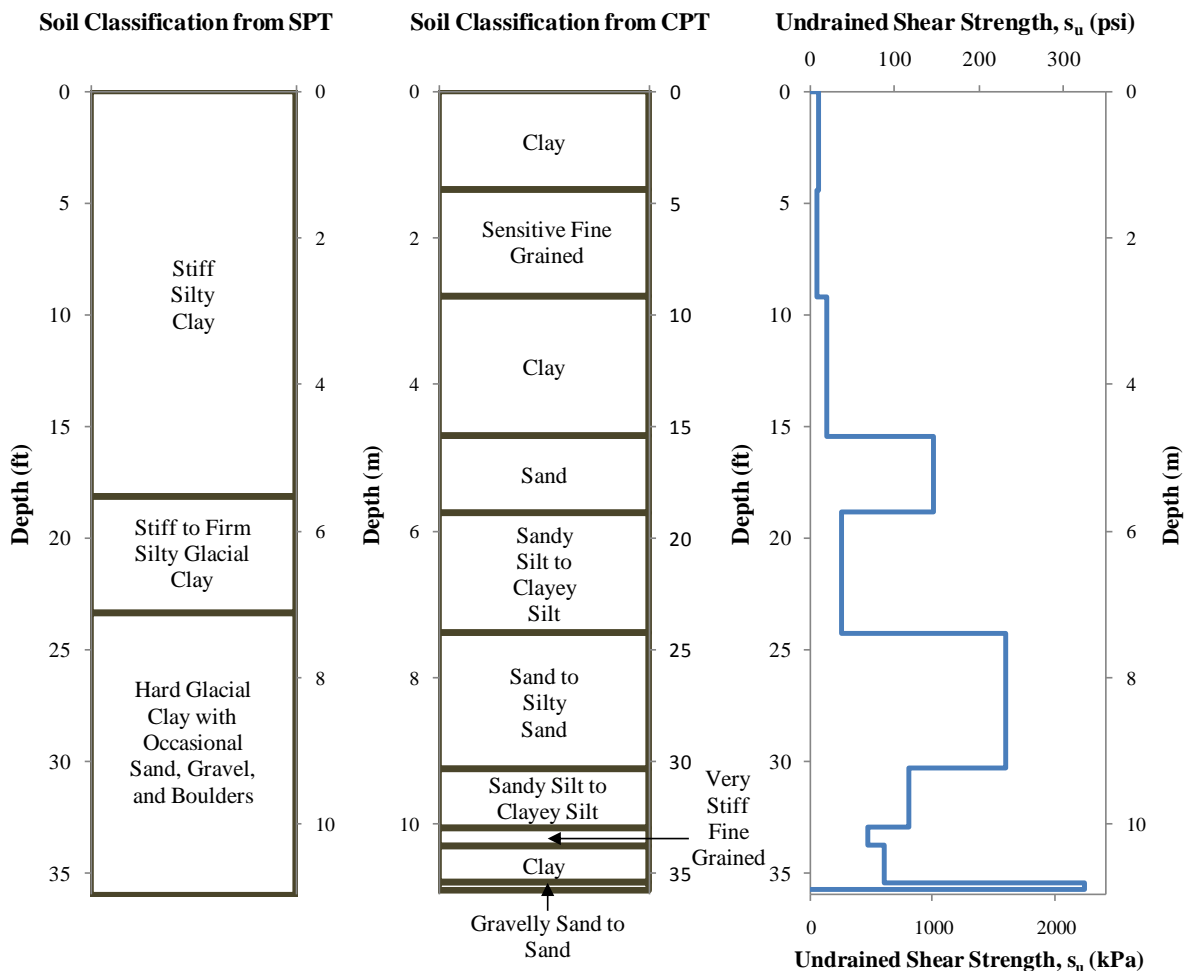 Soil Classification from SPT
Soil Classification from CPT
Undrained Shear Strength, su (psi)
0 100 200 300
0
5
10
15
20
25
30
35
Depth (ft)
Stiff
Silty
Clay
Stiff to Firm
Silty Glacial
Clay
Hard Glacial
Clay with
Occasional
Sand, Gravel,
and Boulders
0
2
4
6
8
10
Depth (m)
0
2
4
6
8
10
Clay
Sensitive Fine
Grained
Clay
Sand
Sandy
Silt to
Clayey
Silt
Sand to
Silty
Sand
Sandy Silt to
Clayey Silt
Clay
Very
Stiff
Fine
Grained
Gravelly Sand to
Sand
0
5
10
15
20
25
30
35
Depth (ft)
0
5
10
15
20
25
30
35
0
2
4
6
8
10
Depth (m)
0 1000 2000
Undrained Shear Strength, su (kPa)